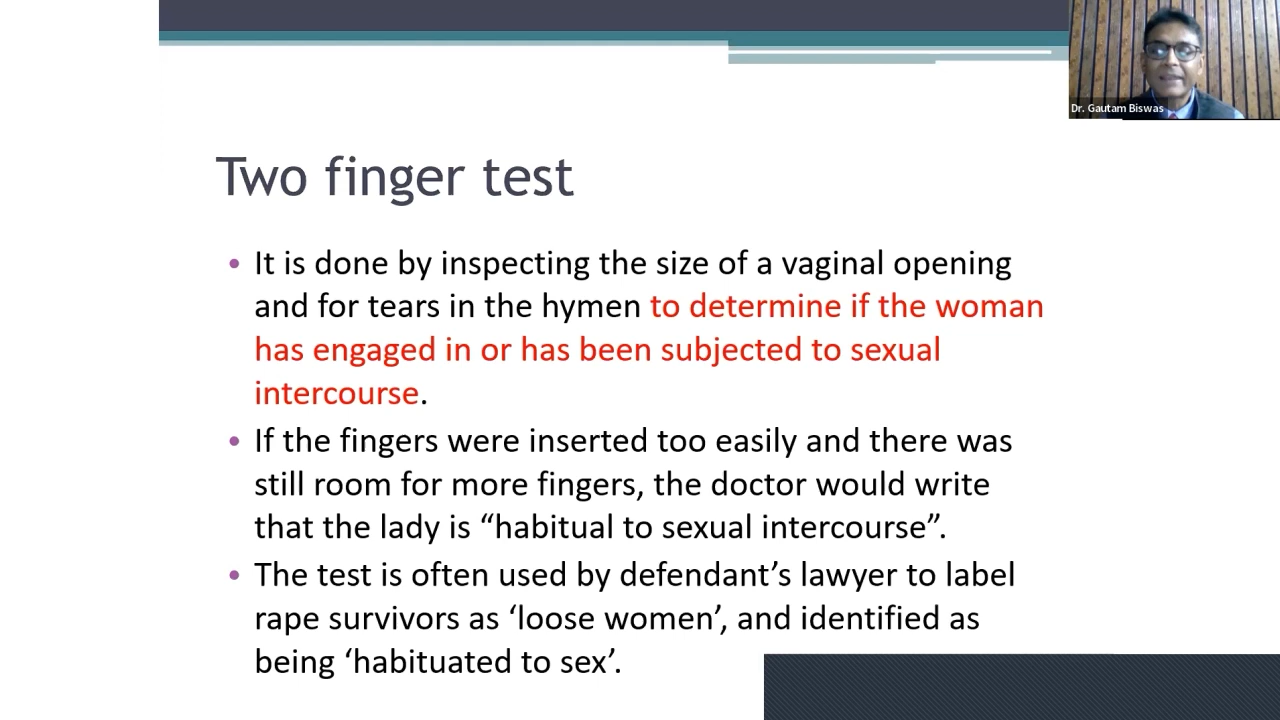 Dr. Gautam Biswas
Two finger test
• It is done by inspecting the size of a vaginal opening
and for tears in the hymen to determine if the woman
has engaged in or has been subjected to sexual
intercourse.
• If the fingers were inserted too easily and there was
still room for more fingers, the doctor would write
that the lady is “habitual to sexual intercourse”.
• The test is often used by defendant’s lawyer to label
rape survivors as ‘loose women’, and identified as
being ‘habituated to sex’.